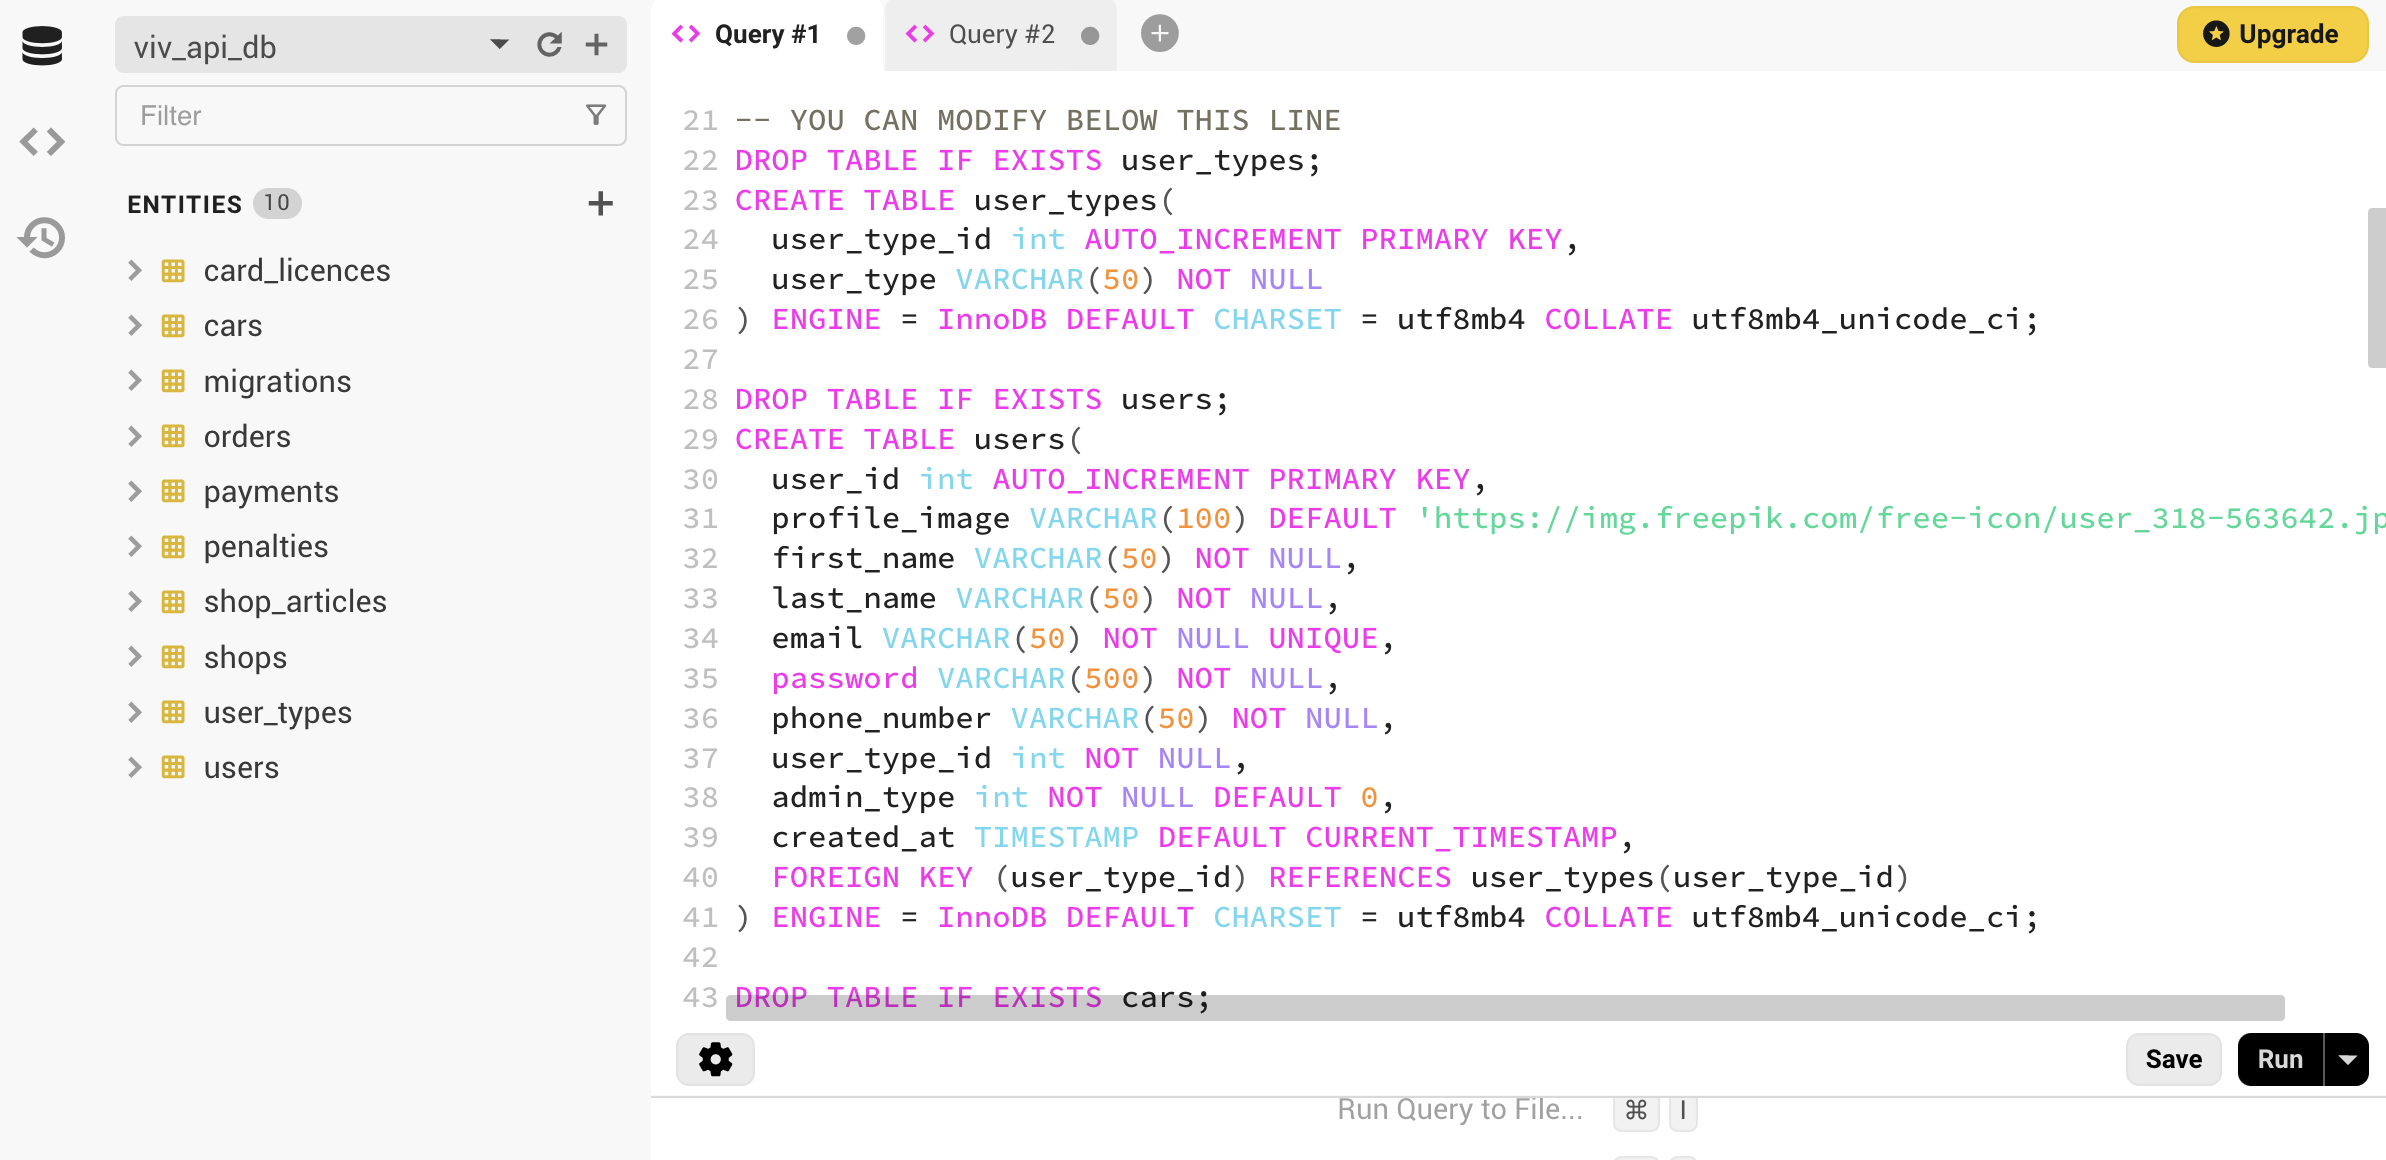 viv_api_db
Filter
ENTITIES 10
card_licences
cars
migrations
orders
payments
penalties
shop_articles
shops
user_types
users
Query #1
Query #2
Upgrade
21 -- YOU CAN MODIFY BELOW THIS LINE
22 DROP TABLE IF EXISTS user_types;
23 CREATE TABLE user_types(
24 user_type_id int AUTO_INCREMENT PRIMARY KEY,
25 user_type VARCHAR(50) NOT NULL
26 ) ENGINE = InnoDB DEFAULT CHARSET = utf8mb4 COLLATE utf8mb4_unicode_ci;
27
28 DROP TABLE IF EXISTS users;
29 CREATE TABLE users(
30 user_id int AUTO_INCREMENT PRIMARY KEY,
31 profile_image VARCHAR(100) DEFAULT 'https://img.freepik.com/free-icon/user_318-563642.jp
32 first_name VARCHAR(50) NOT NULL,
33 last_name VARCHAR(50) NOT NULL,
34 email VARCHAR(50) NOT NULL UNIQUE,
35 password VARCHAR(500) NOT NULL,
36 phone_number VARCHAR(50) NOT NULL,
37 user_type_id int NOT NULL,
38 admin_type int NOT NULL DEFAULT 0,
39 created_at TIMESTAMP DEFAULT CURRENT_TIMESTAMP,
40 FOREIGN KEY (user_type_id) REFERENCES user_types(user_type_id)
41 ) ENGINE = InnoDB DEFAULT CHARSET = utf8mb4 COLLATE utf8mb4_unicode_ci;
42
43 DROP TABLE IF EXISTS cars;
Save
Run
Run Query to File... ⌘ I